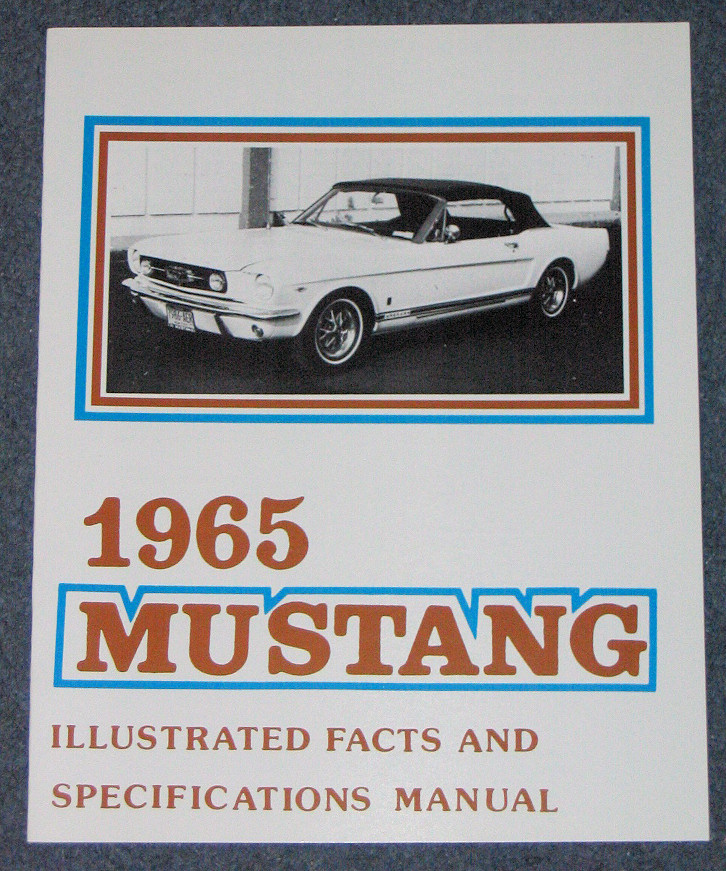 1965
MUSTANG
ILLUSTRATED FACTS AND
SPECIFICATIONS MANUAL